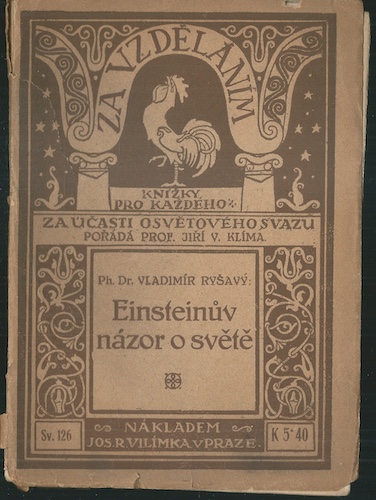 ZA VZDĚLÁNÍM
KNÍŽKY
PRO KAŽDÉHO
ZA ÚČASTI OSVĚTOVÉHO SVAZU
POŘÁDÁ PROF. JIŘÍ V. KLÍMA.
Ph. Dr. VLADIMÍR RYŠAVÝ:
Einsteinův
názor o světě
Sv. 126
NÁKLADEM
JOS. R. VILÍMKA V PRAZE.
K 5·40